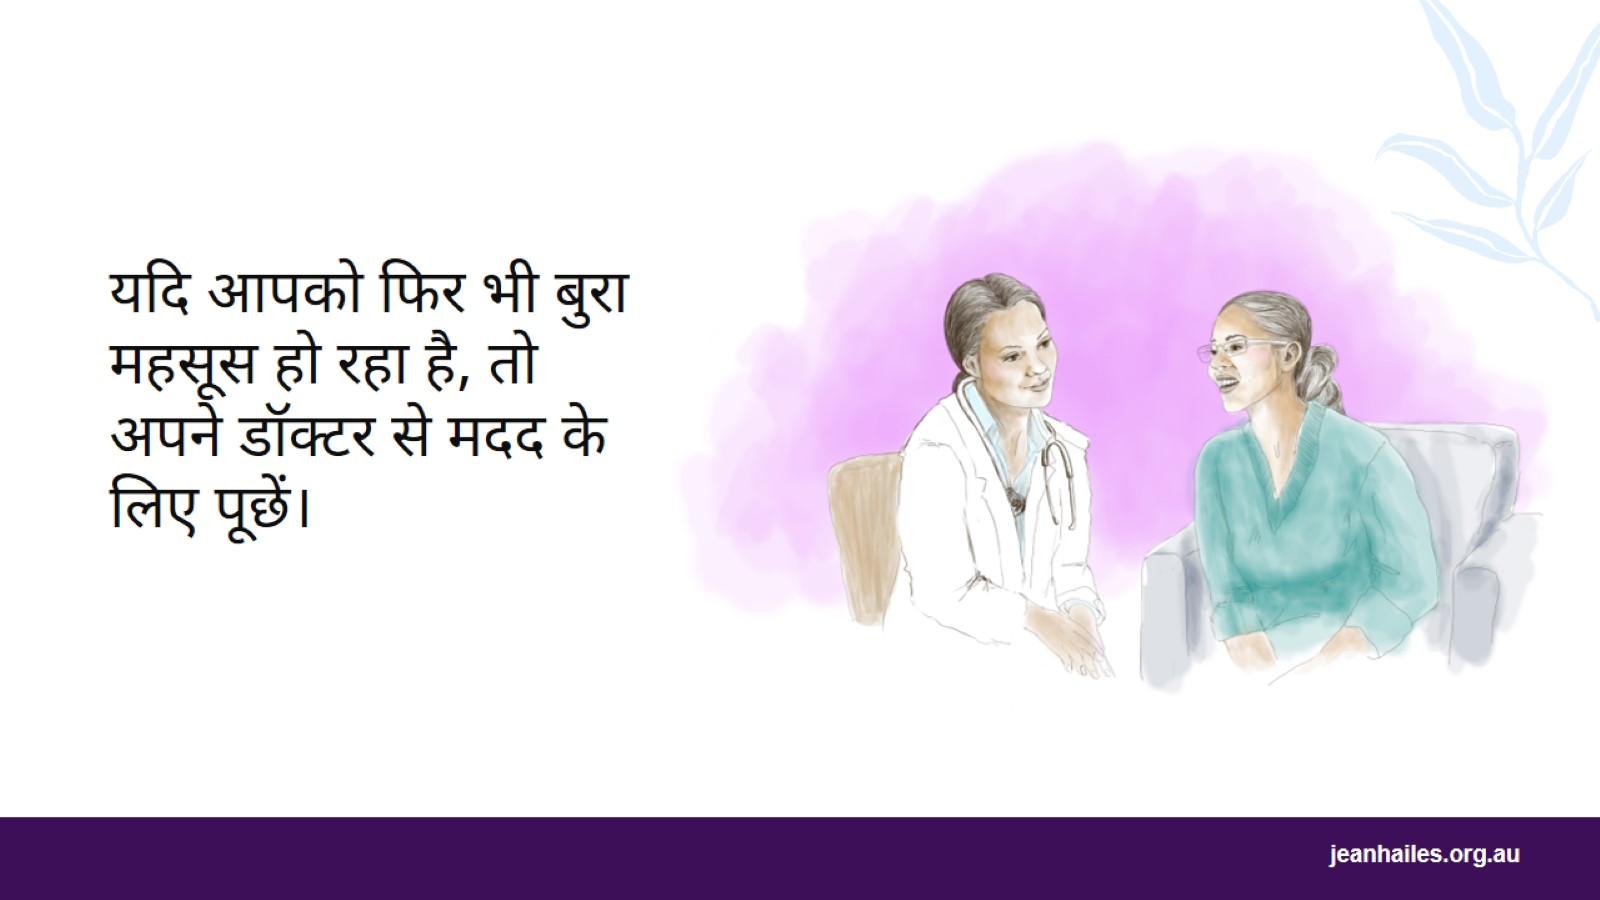 यदि आपको फिर भी बुरा
महसूस हो रहा है, तो
अपने डॉक्टर से मदद के
लिए पूछें।
jeanhailes.org.au